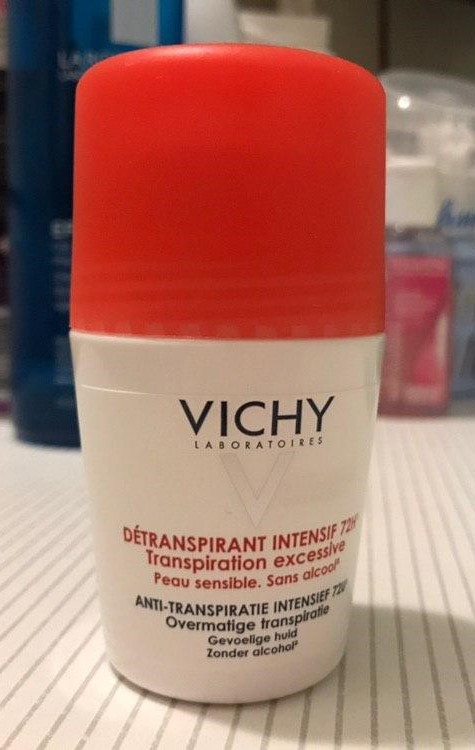 VICHY
LABORATOIRES
DÉTRANSPIRANT INTENSIF 72H
Transpiration excessive
Peau sensible. Sans alcool*
ANTI-TRANSPIRATIE INTENSIEF 72U
Overmatige transpiratie
Gevoelige huid
Zonder alcohol*